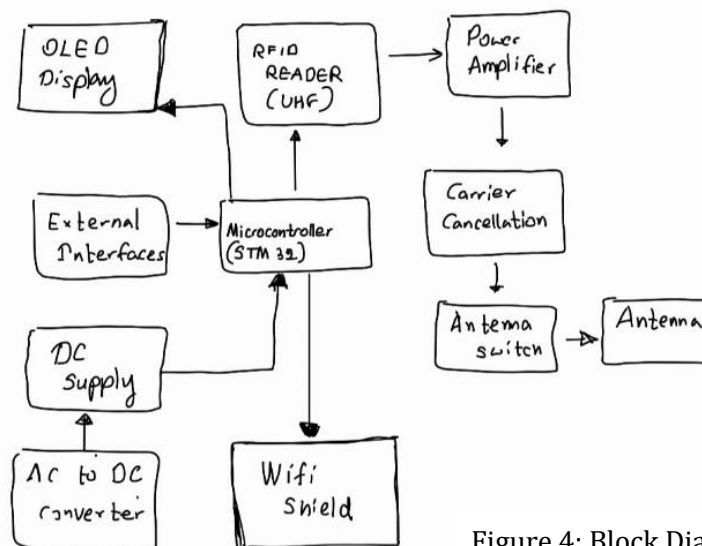 OLED
Display
RFID
READER
(UHF)
Power
Amplifier
External
Interfaces
Microcontroller
(STM 32)
Carrier
Cancellation
DC
Supply
Antenna
switch
Antenna
AC to DC
Converter
Wifi
Shield
Figure 4: Block Dia